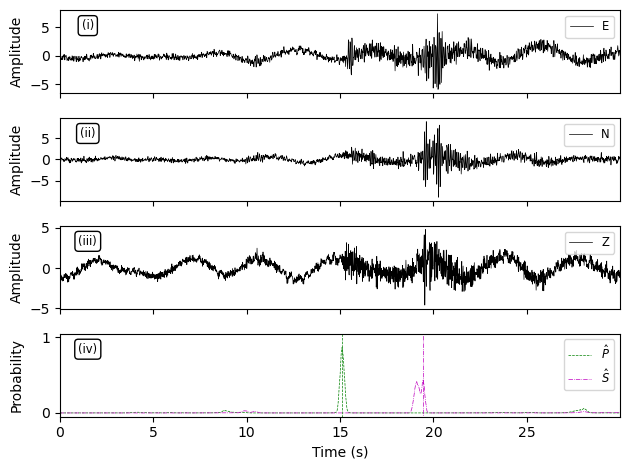 Amplitude
5
0
−5
(i)
E
Amplitude
5
0
−5
(ii)
N
Amplitude
5
0
−5
(iii)
Z
Probability
1
0
(iv)
P̂
Ŝ
0 5 10 15 20 25
Time (s)